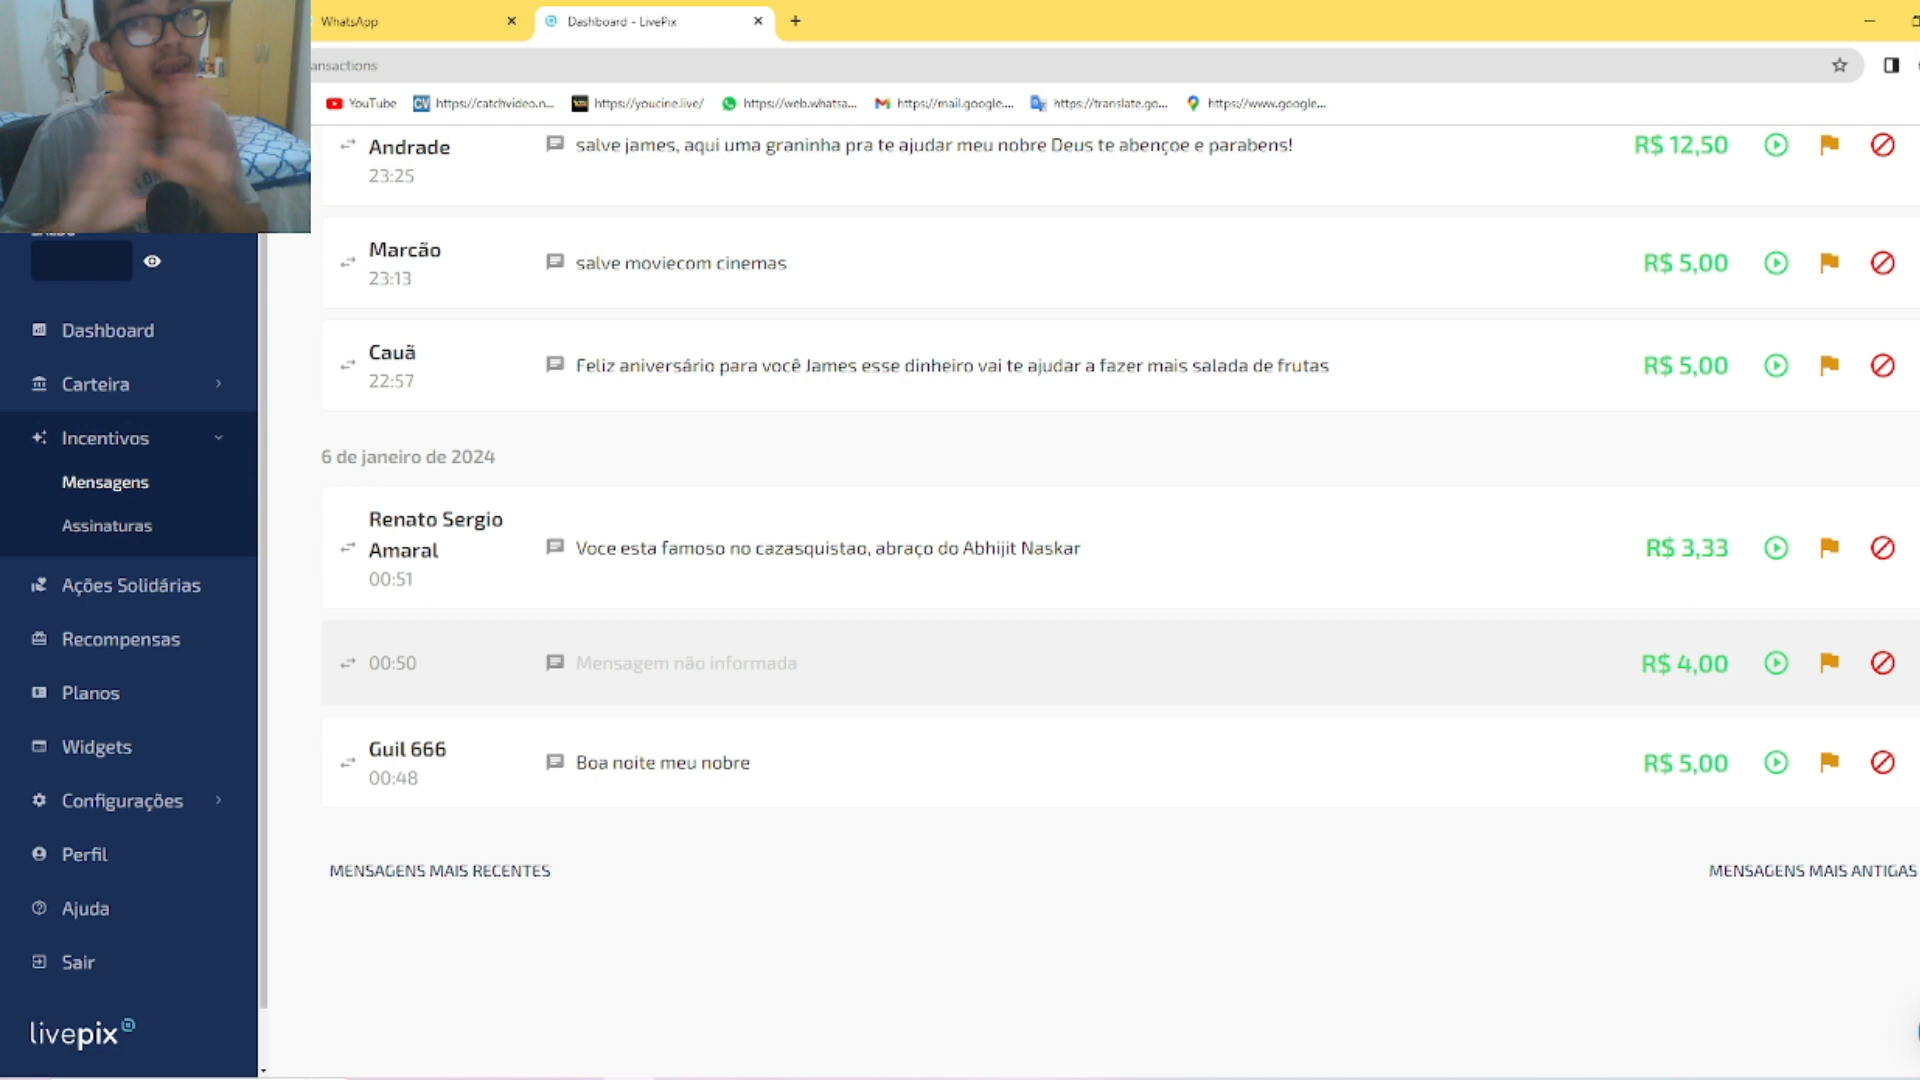 WhatsApp
Dashboard - LivePix
ansactions
YouTube
https://catchvideo.n...
https://youcine.live/
https://web.whatsa...
https://mail.google....
https://translate.go...
https://www.google...
Andrade
23:25
salve james, aqui uma graninha pra te ajudar meu nobre Deus te abençoe e parabens!
R$ 12,50
Marcão
23:13
salve moviecom cinemas
R$ 5,00
Cauã
22:57
Feliz aniversário para você James esse dinheiro vai te ajudar a fazer mais salada de frutas
R$ 5,00
6 de janeiro de 2024
Renato Sergio
Amaral
00:51
Voce esta famoso no cazasquistao, abraço do Abhijit Naskar
R$ 3,33
00:50
Mensagem não informada
R$ 4,00
Guil 666
00:48
Boa noite meu nobre
R$ 5,00
MENSAGENS MAIS RECENTES
MENSAGENS MAIS ANTIGAS
Dashboard
Carteira
Incentivos
Mensagens
Assinaturas
Ações Solidárias
Recompensas
Planos
Widgets
Configurações
Perfil
Ajuda
Sair
livepix